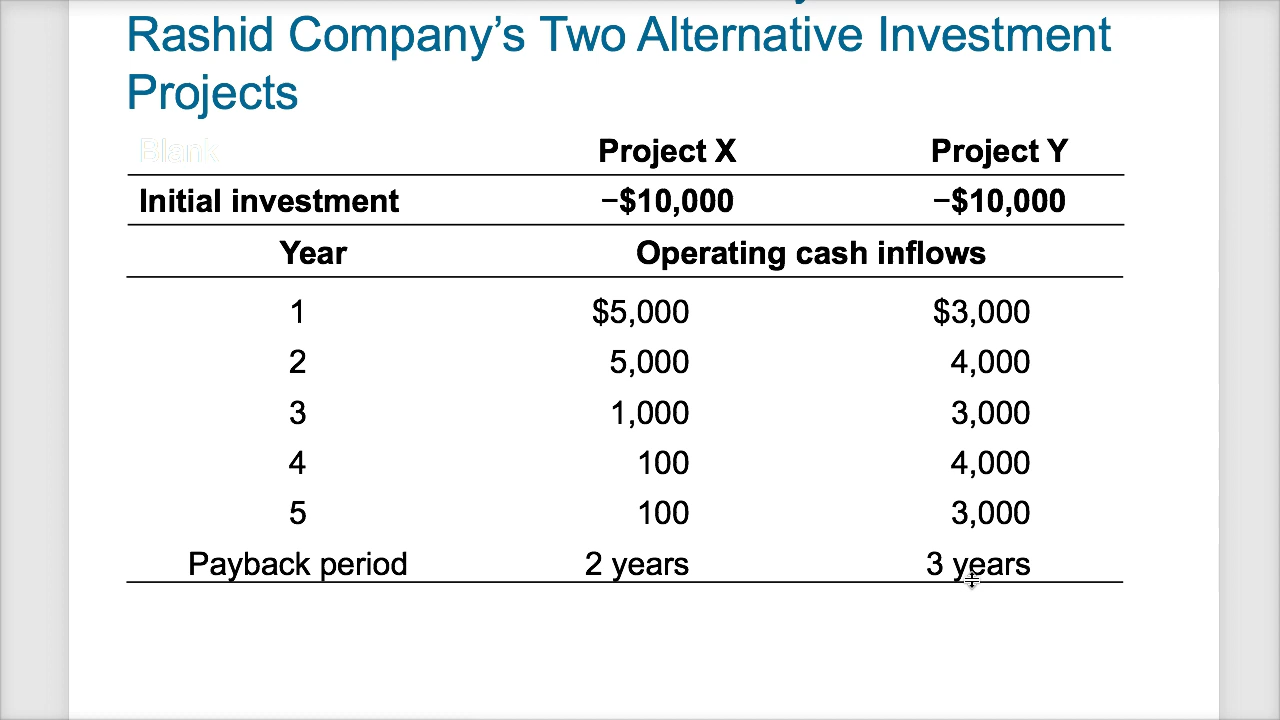 Rashid Company’s Two Alternative Investment
Projects
Blank Project X Project Y
Initial investment −$10,000 −$10,000
Year Operating cash inflows
1 $5,000 $3,000
2 5,000 4,000
3 1,000 3,000
4 100 4,000
5 100 3,000
Payback period 2 years 3 years